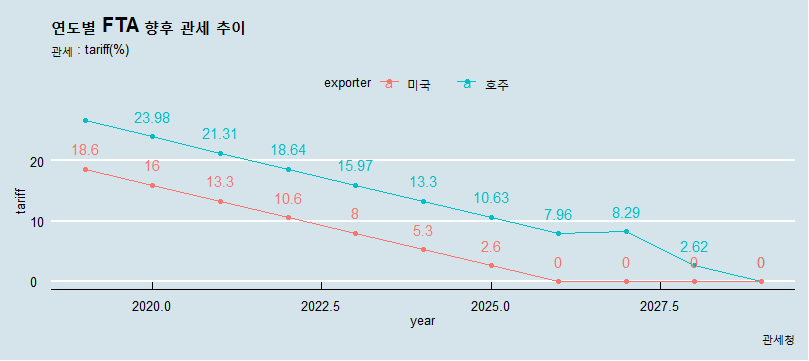 연도별 FTA 향후 관세 추이
관세 : tariff(%)
exporter a 미국 a 호주
23.98
21.31
18.6 16 18.64
13.3 15.97
10.6 13.3
8 10.63
5.3 7.96 8.29
2.6 2.62
0 0 0 0
tariff
20
10
0
2020.0 2022.5 2025.0 2027.5
year
관세청